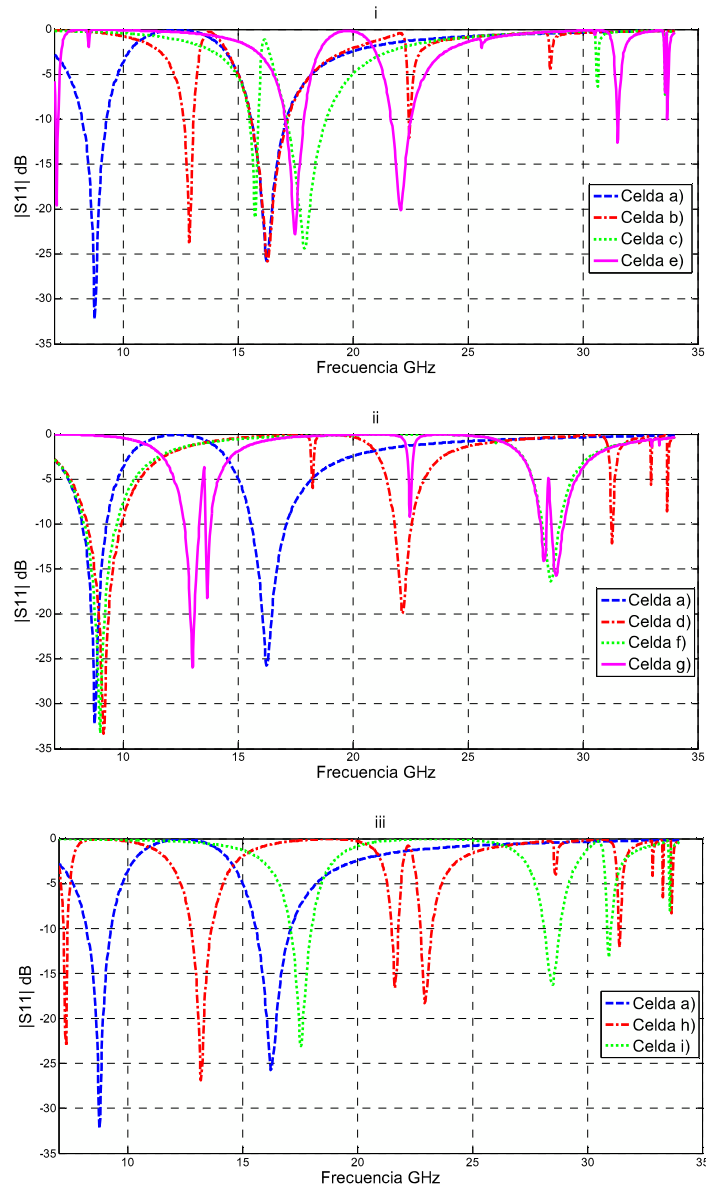 i
0
-5
-10
-15
-20
-25
-30
-35
10
15
20
25
30
35
|S11| dB
Frecuencia GHz
Celda a)
Celda b)
Celda c)
Celda e)
ii
0
-5
-10
-15
-20
-25
-30
-35
10
15
20
25
30
35
|S11| dB
Frecuencia GHz
Celda a)
Celda d)
Celda f)
Celda g)
iii
0
-5
-10
-15
-20
-25
-30
-35
10
15
20
25
30
35
|S11| dB
Frecuencia GHz
Celda a)
Celda h)
Celda i)